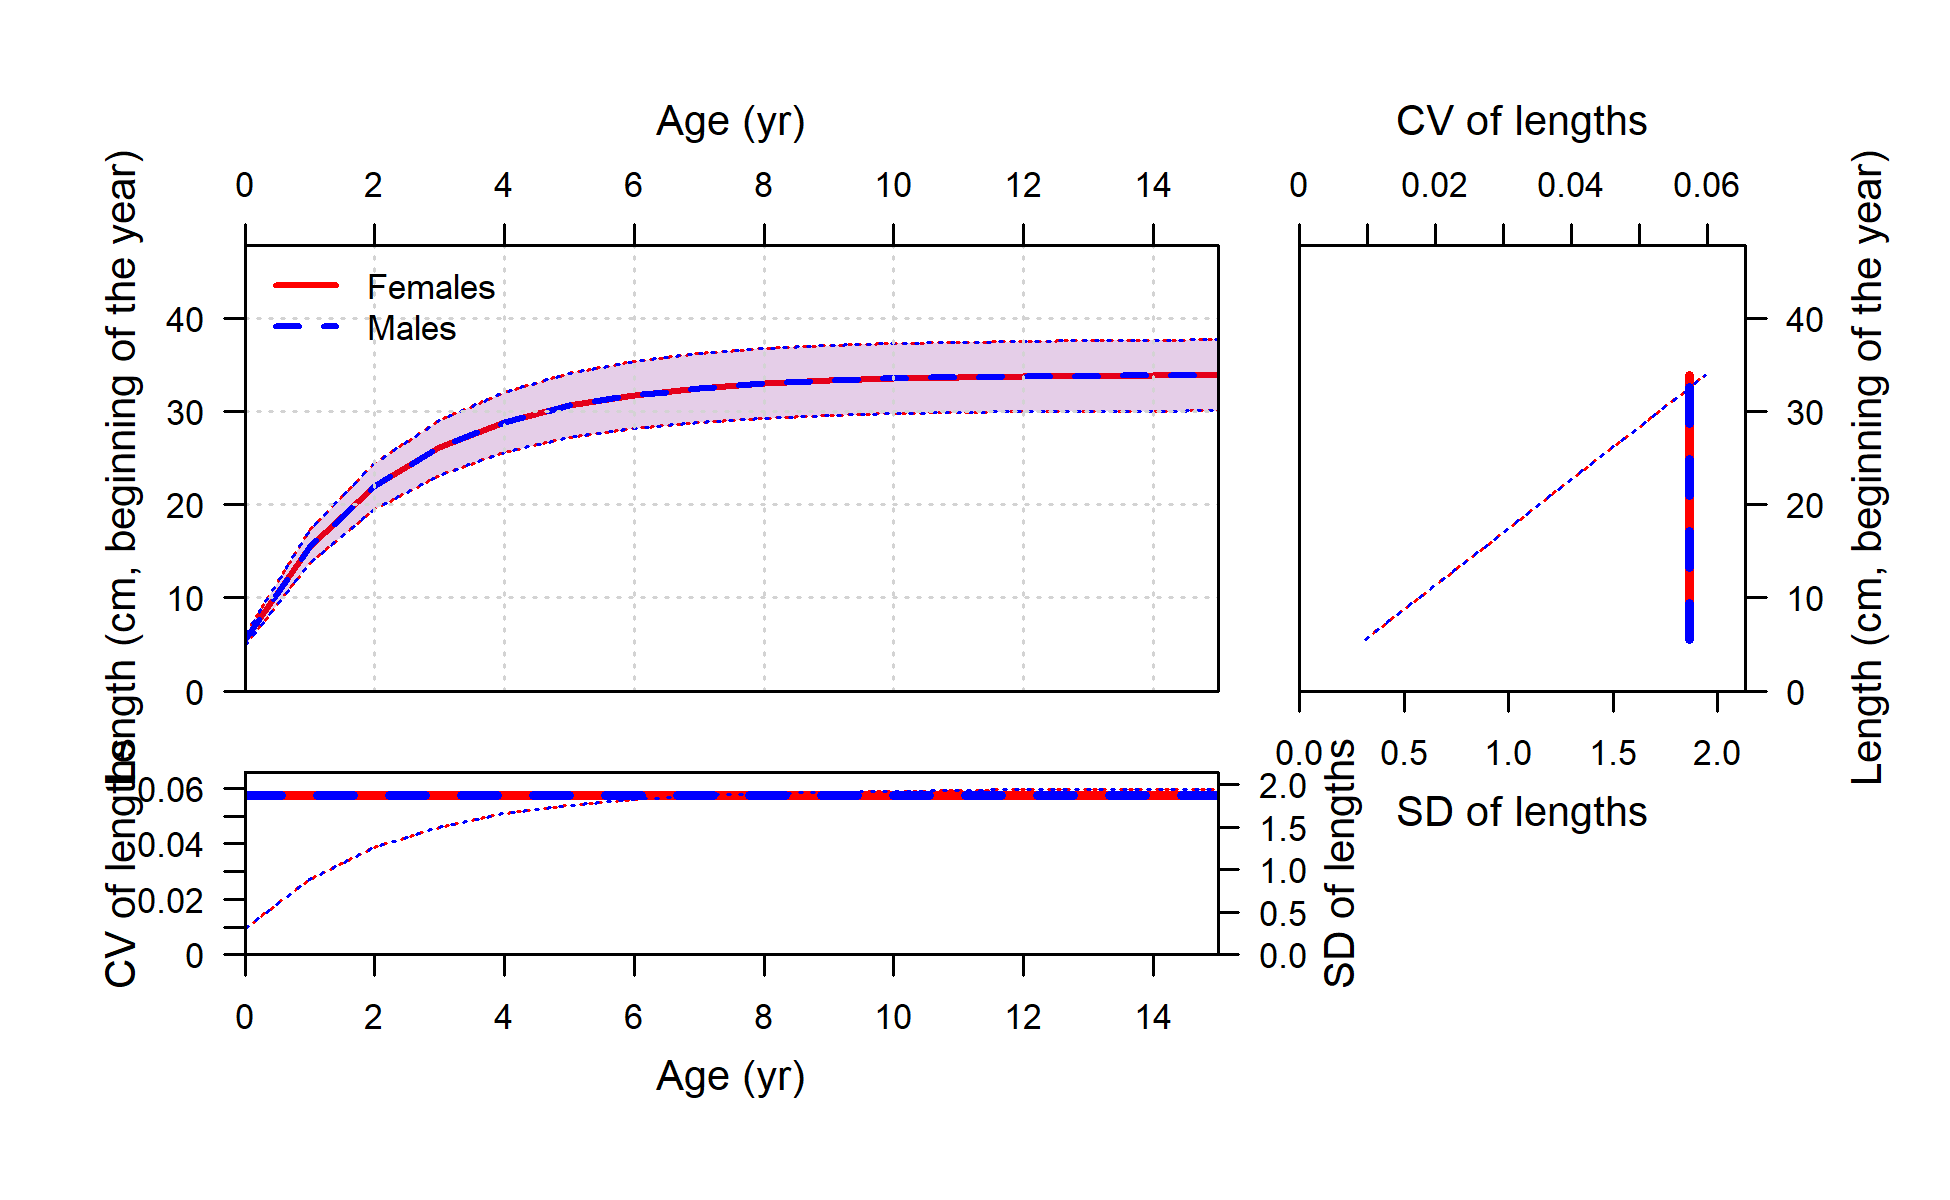 Age (yr)
0 2 4 6 8 10 12 14
Length (cm, beginning of the year)
40
30
20
10
0
Females
Males
CV of lengths
0 0.02 0.04 0.06
Length (cm, beginning of the year)
40
30
20
10
0
0.0 0.5 1.0 1.5 2.0
SD of lengths
CV of lengths
0.06
0.04
0.02
0
SD of lengths
2.0
1.5
1.0
0.5
0.0
0 2 4 6 8 10 12 14
Age (yr)